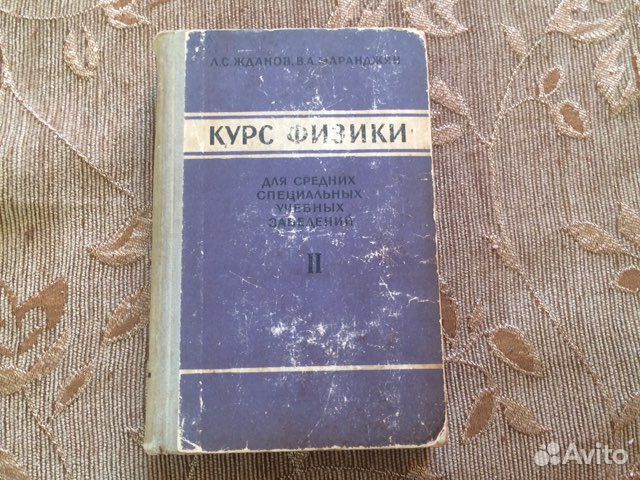 Л.С. ЖДАНОВ, В.А. МАРАНДЖЯН
КУРС ФИЗИКИ
ДЛЯ СРЕДНИХ
СПЕЦИАЛЬНЫХ
УЧЕБНЫХ
ЗАВЕДЕНИЙ
II
Avito